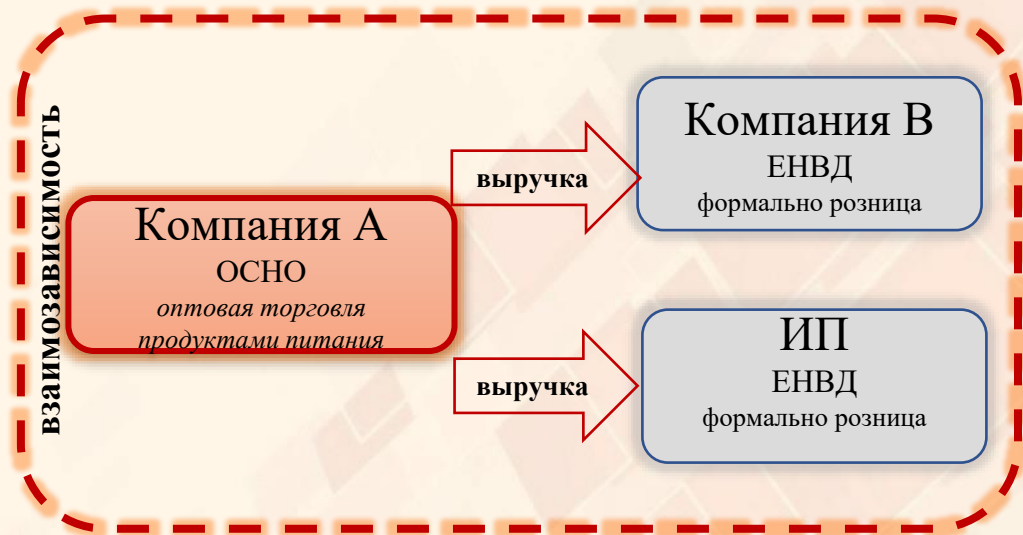 взаимозависимость
Компания А
ОСНО
оптовая торговля
продуктами питания
выручка
Компания В
ЕНВД
формально розница
выручка
ИП
ЕНВД
формально розница